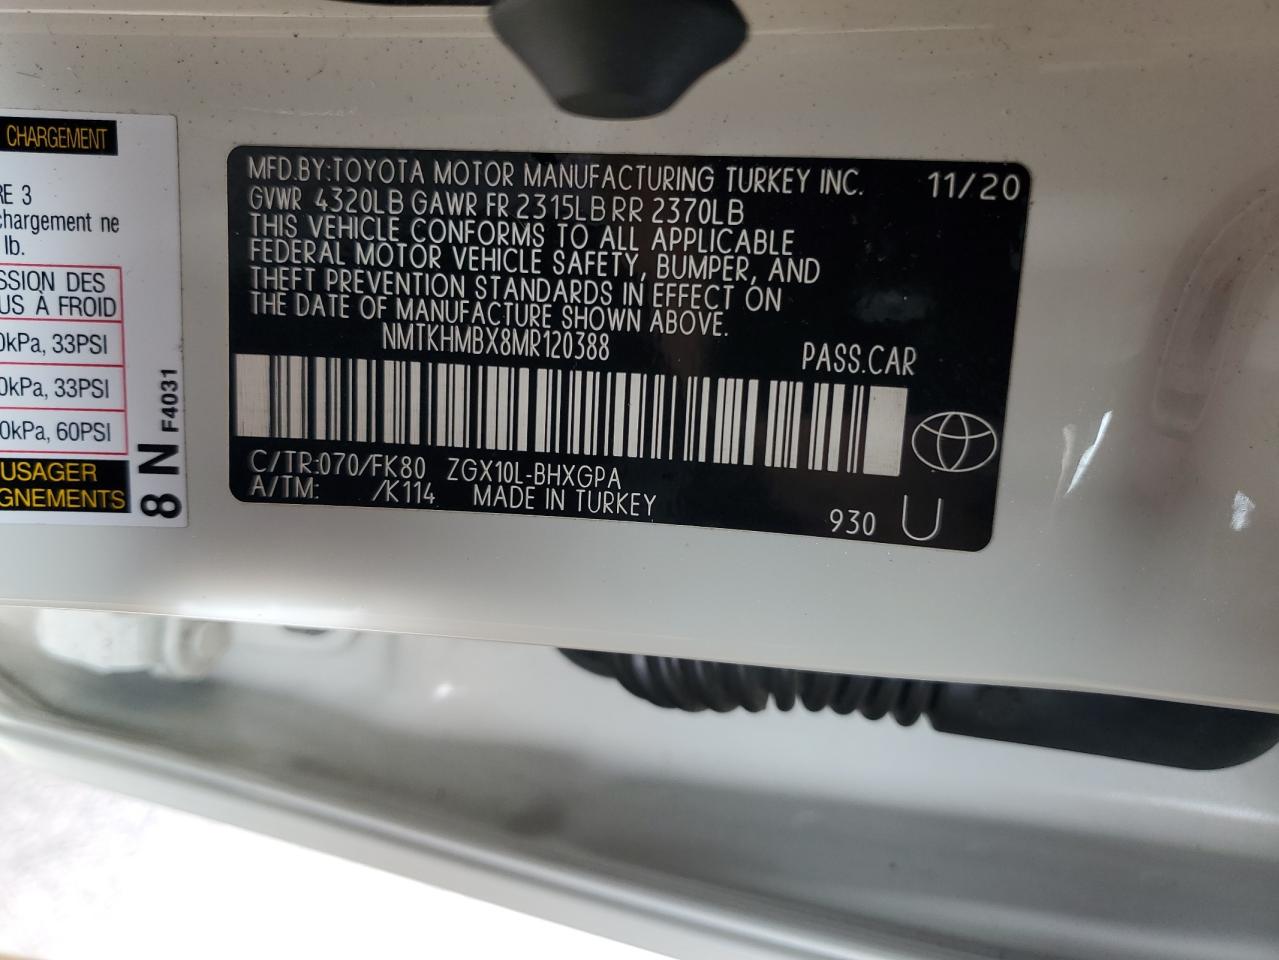 CHARGEMENT
RE 3
chargement ne
lb.
SSION DES
US À FROID
0kPa, 33PSI
0kPa, 33PSI
0kPa, 60PSI
USAGER
GNEMENTS
8 N F4031
MFD.BY:TOYOTA MOTOR MANUFACTURING TURKEY INC. 11/20
GVWR 4320LB GAWR FR 2315LB RR 2370LB
THIS VEHICLE CONFORMS TO ALL APPLICABLE
FEDERAL MOTOR VEHICLE SAFETY, BUMPER, AND
THEFT PREVENTION STANDARDS IN EFFECT ON
THE DATE OF MANUFACTURE SHOWN ABOVE.
NMTKHMBX8MR120388 PASS.CAR
C/TR:070/FK80 ZGX10L-BHXGPA
A/TM: /K114 MADE IN TURKEY
930 U